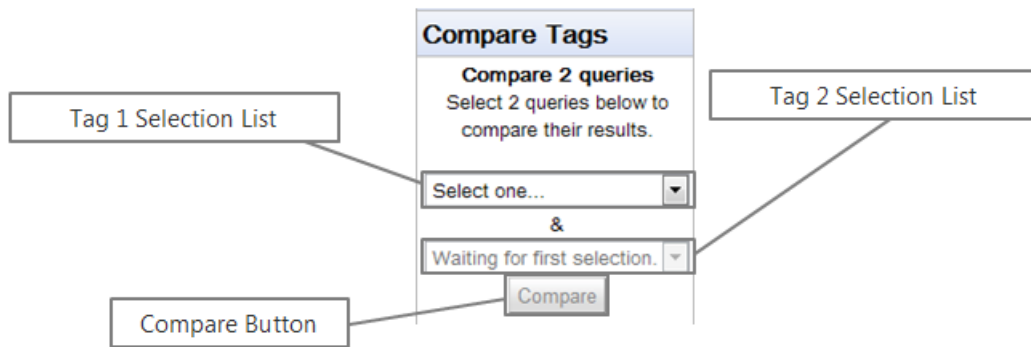 Compare Tags
Compare 2 queries
Select 2 queries below to
compare their results.
Tag 1 Selection List
Tag 2 Selection List
Select one...
&
Waiting for first selection.
Compare
Compare Button